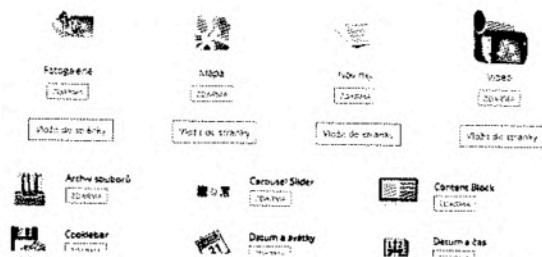 Fotogalerie
Mapa
Novinky
Video
ZDARMA
ZDARMA
ZDARMA
ZDARMA
Vložit do stránky
Vložit do stránky
Vložit do stránky
Vložit do stránky
Archiv souborů
Carousel Slider
Content Block
ZDARMA
ZDARMA
ZDARMA
Cookiebar
Datum a svátky
Datum a čas
21